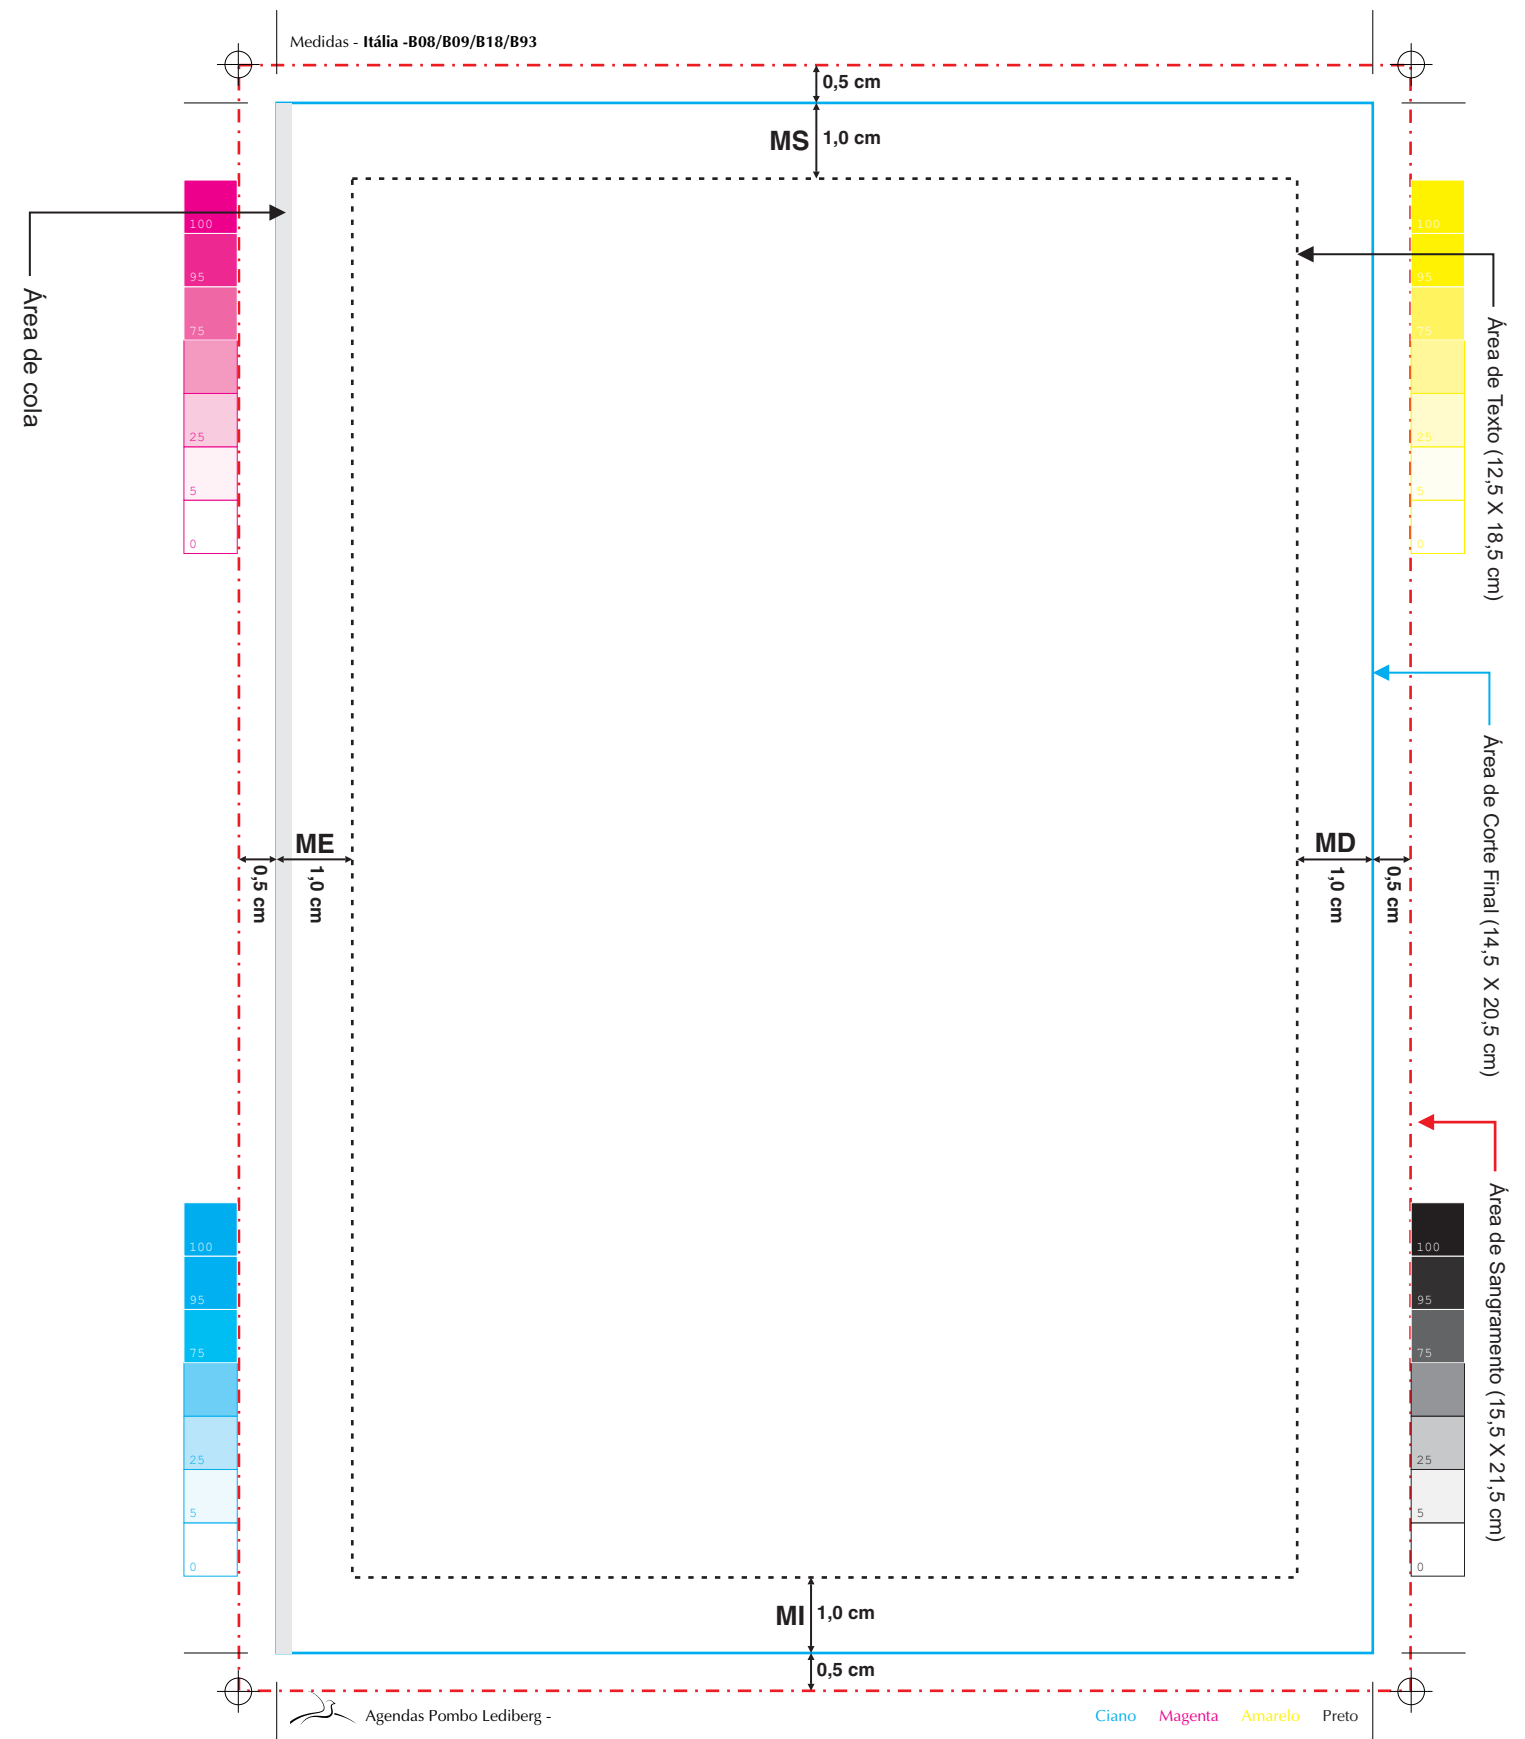 Medidas - Itália -B08/B09/B18/B93
0,5 cm
MS 1,0 cm
100
95
75
25
5
0
Área de cola
100
95
75
25
5
0
Área de Texto (12,5 X 18,5 cm)
ME
1,0 cm
0,5 cm
MD
1,0 cm
0,5 cm
Área de Corte Final (14,5 X 20,5 cm)
100
95
75
25
5
0
100
95
75
25
5
0
Área de Sangramento (15,5 X 21,5 cm)
MI 1,0 cm
0,5 cm
Agendas Pombo Lediberg -
Ciano Magenta Amarelo Preto